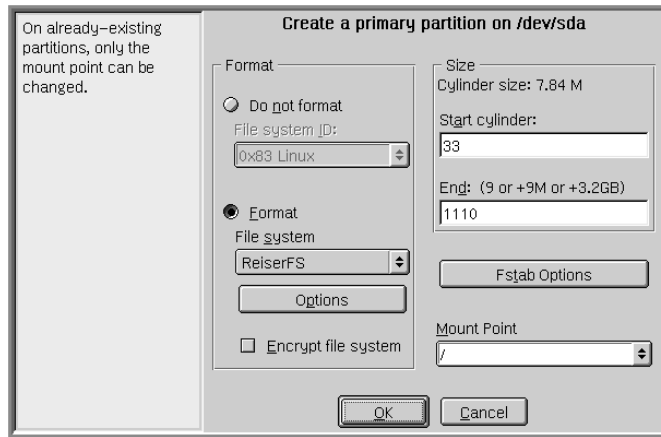 On already-existing
partitions, only the
mount point can be
changed.
Create a primary partition on /dev/sda
Format
Do not format
File system ID:
0x83 Linux
Format
File system
ReiserFS
Options
Encrypt file system
Size
Cylinder size: 7.84 M
Start cylinder:
33
End: (9 or +9M or +3.2GB)
1110
Fstab Options
Mount Point
/
OK
Cancel